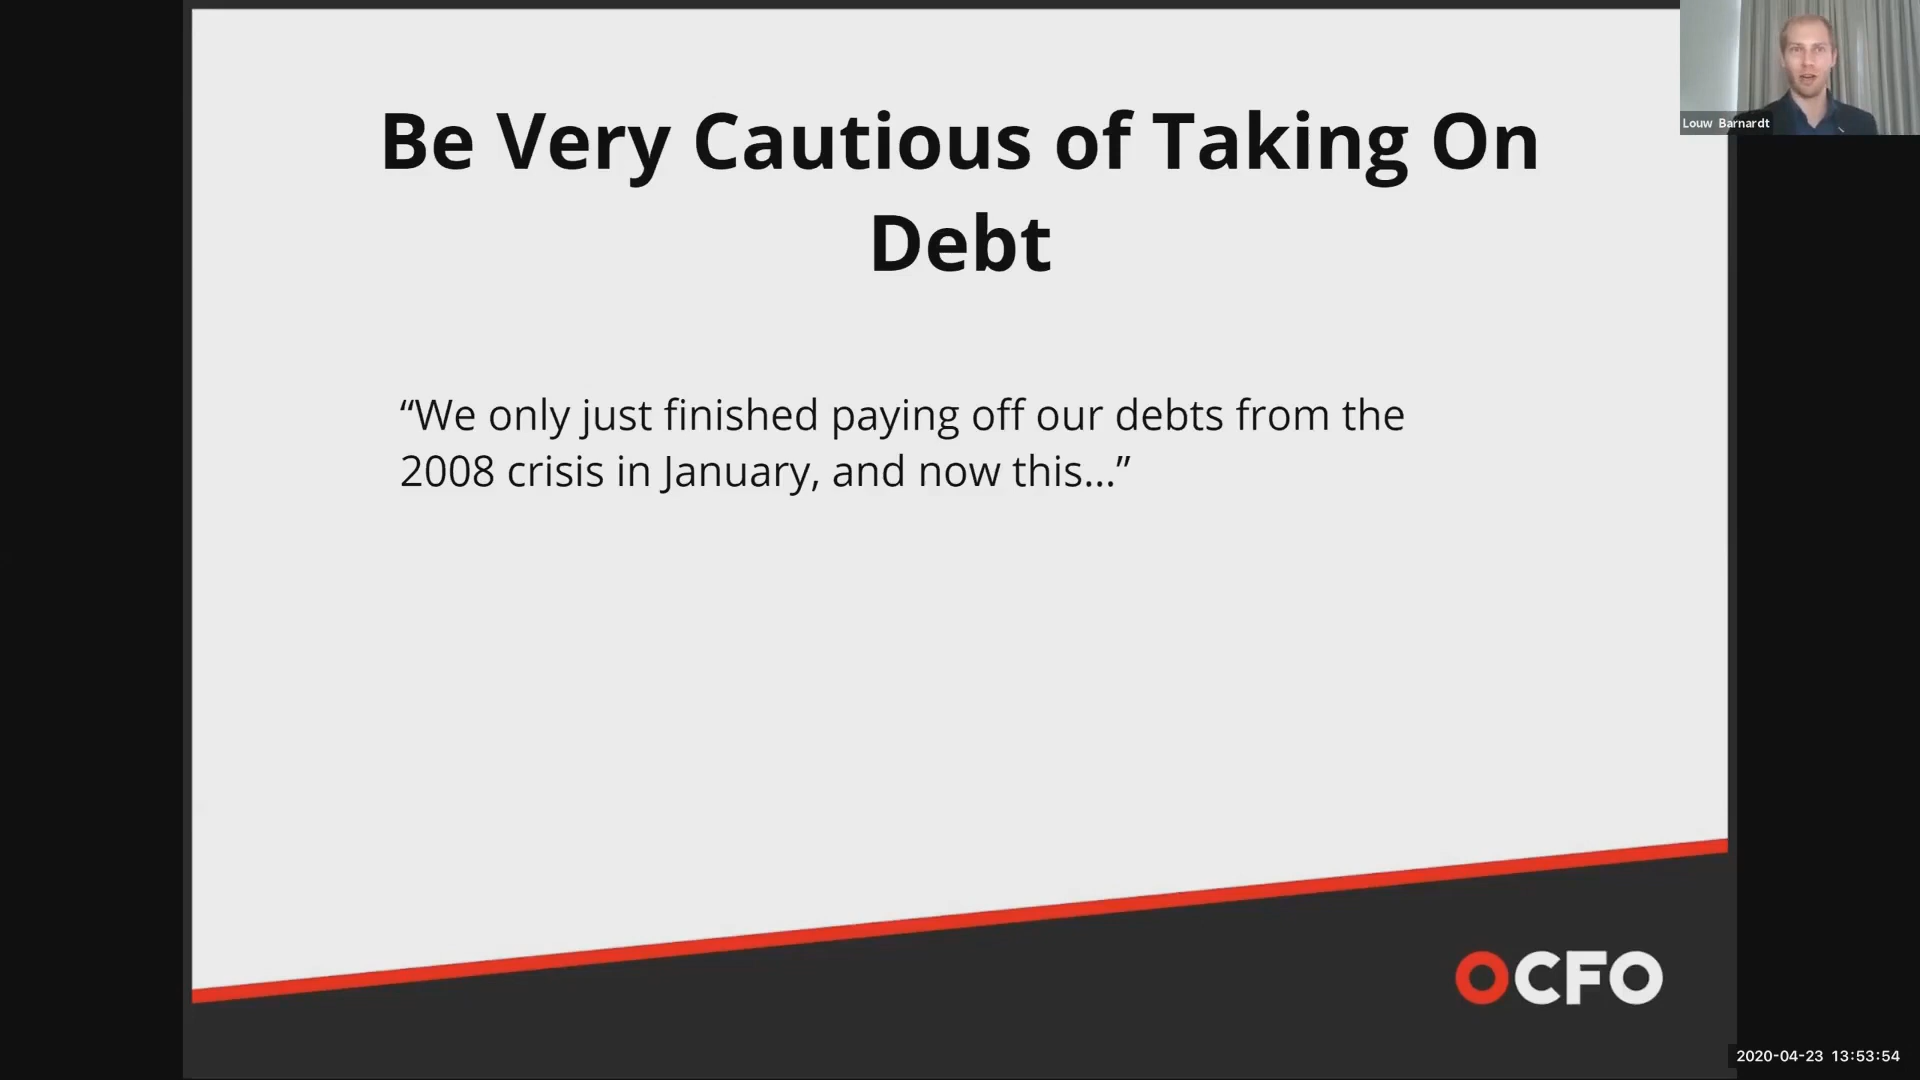 Be Very Cautious of Taking On
Debt
“We only just finished paying off our debts from the
2008 crisis in January, and now this...”
Louw Barnardt
OCFO
2020-04-23 13:53:54